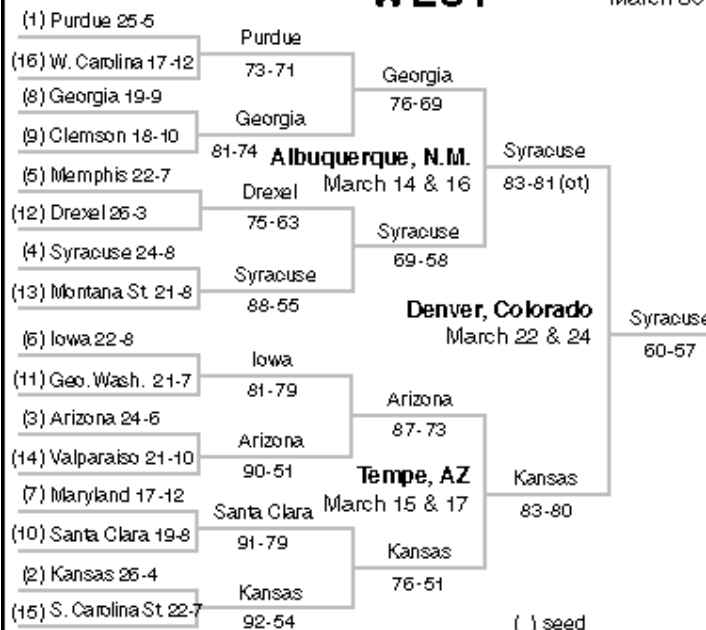 WEST
(1) Purdue 25-5
(16) W. Carolina 17-12
(8) Georgia 19-9
(9) Clemson 18-10
(5) Memphis 22-7
(12) Drexel 26-3
(4) Syracuse 24-8
(13) Montana St. 21-8
(6) Iowa 22-8
(11) Geo. Wash. 21-7
(3) Arizona 24-6
(14) Valparaiso 21-10
(7) Maryland 17-12
(10) Santa Clara 19-8
(2) Kansas 26-4
(15) S. Carolina St. 22-7
Purdue
73-71
Georgia
81-74
Drexel
75-63
Syracuse
88-55
Iowa
81-79
Arizona
90-51
Santa Clara
91-79
Kansas
92-54
Georgia
76-69
Albuquerque, N.M.
March 14 & 16
Syracuse
69-58
Arizona
87-73
Tempe, AZ
March 15 & 17
Kansas
76-51
Syracuse
83-81 (ot)
Denver, Colorado
March 22 & 24
Kansas
83-80
Syracuse
60-57
( ) seed